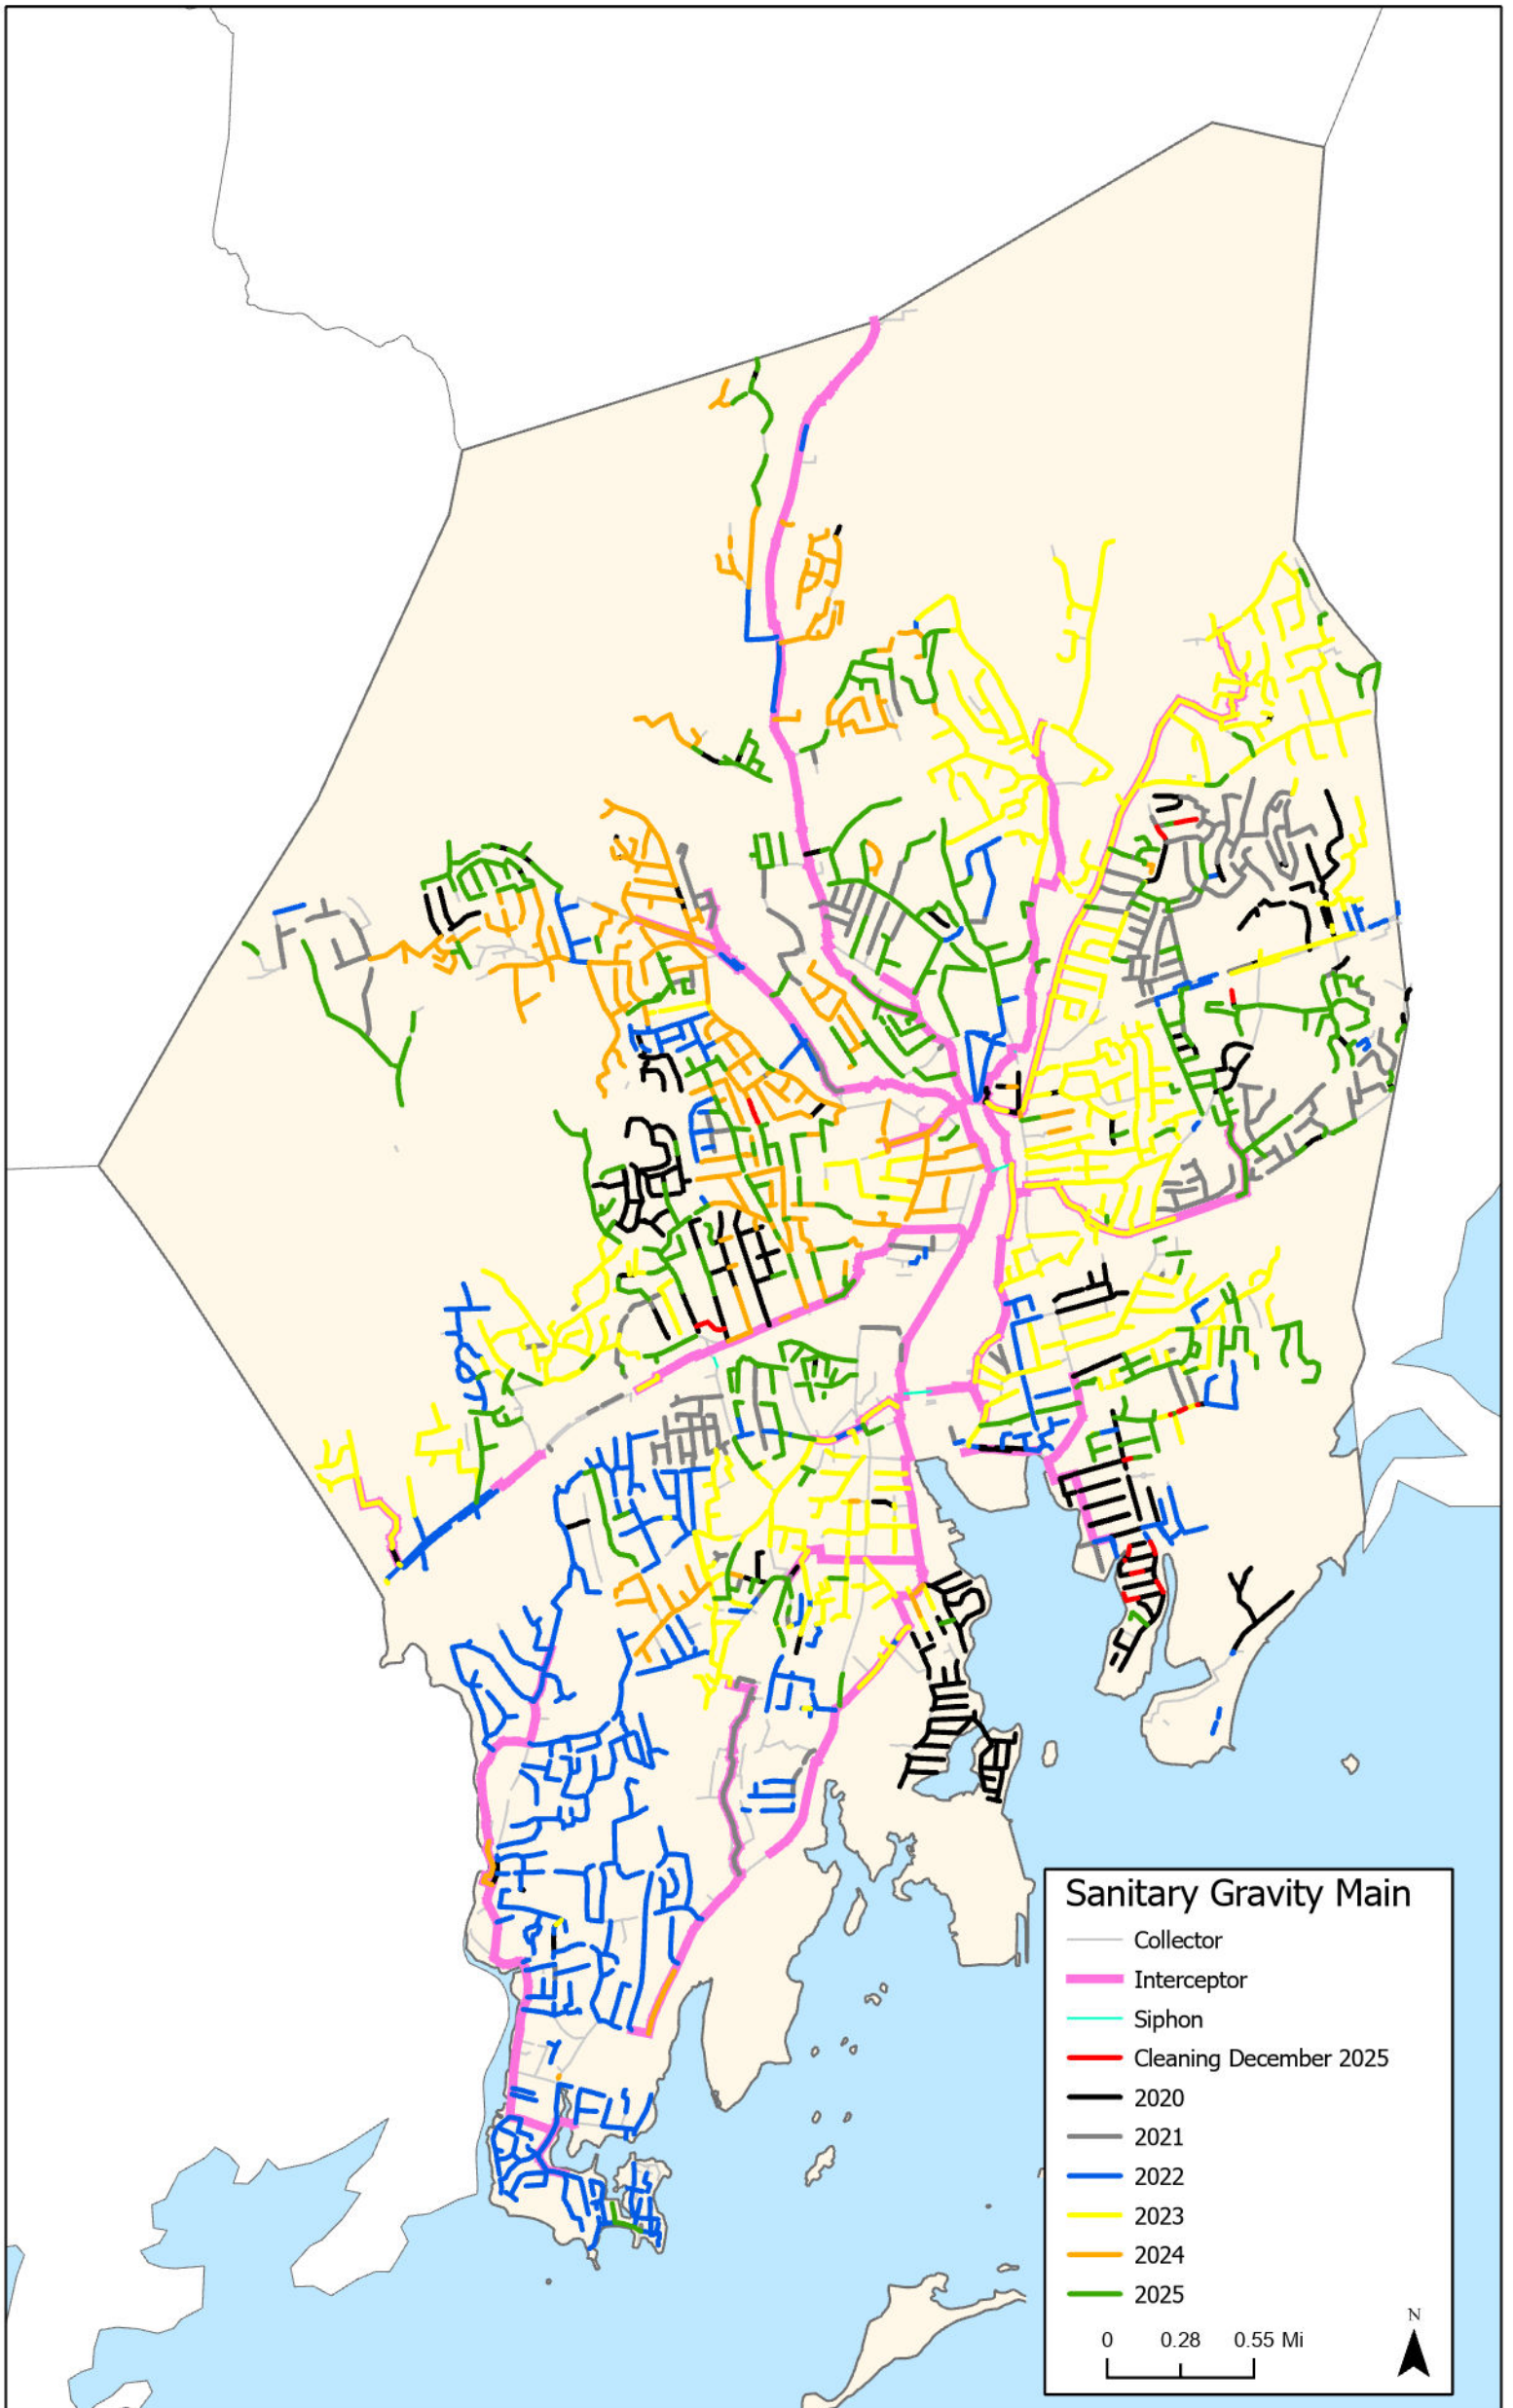 Sanitary Gravity Main
Collector
Interceptor
Siphon
Cleaning December 2025
2020
2021
2022
2023
2024
2025
0 0.28 0.55 Mi
N